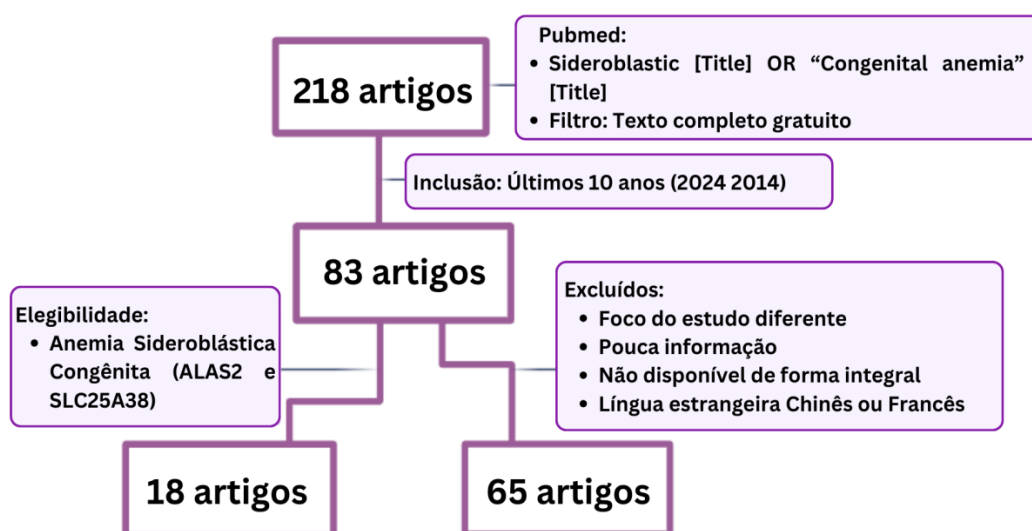 218 artigos
Pubmed:
• Sideroblastic [Title] OR “Congenital anemia”
[Title]
• Filtro: Texto completo gratuito
Inclusão: Últimos 10 anos (2024 2014)
83 artigos
Elegibilidade:
• Anemia Sideroblástica
Congênita (ALAS2 e
SLC25A38)
Excluídos:
• Foco do estudo diferente
• Pouca informação
• Não disponível de forma integral
• Língua estrangeira Chinês ou Francês
18 artigos
65 artigos